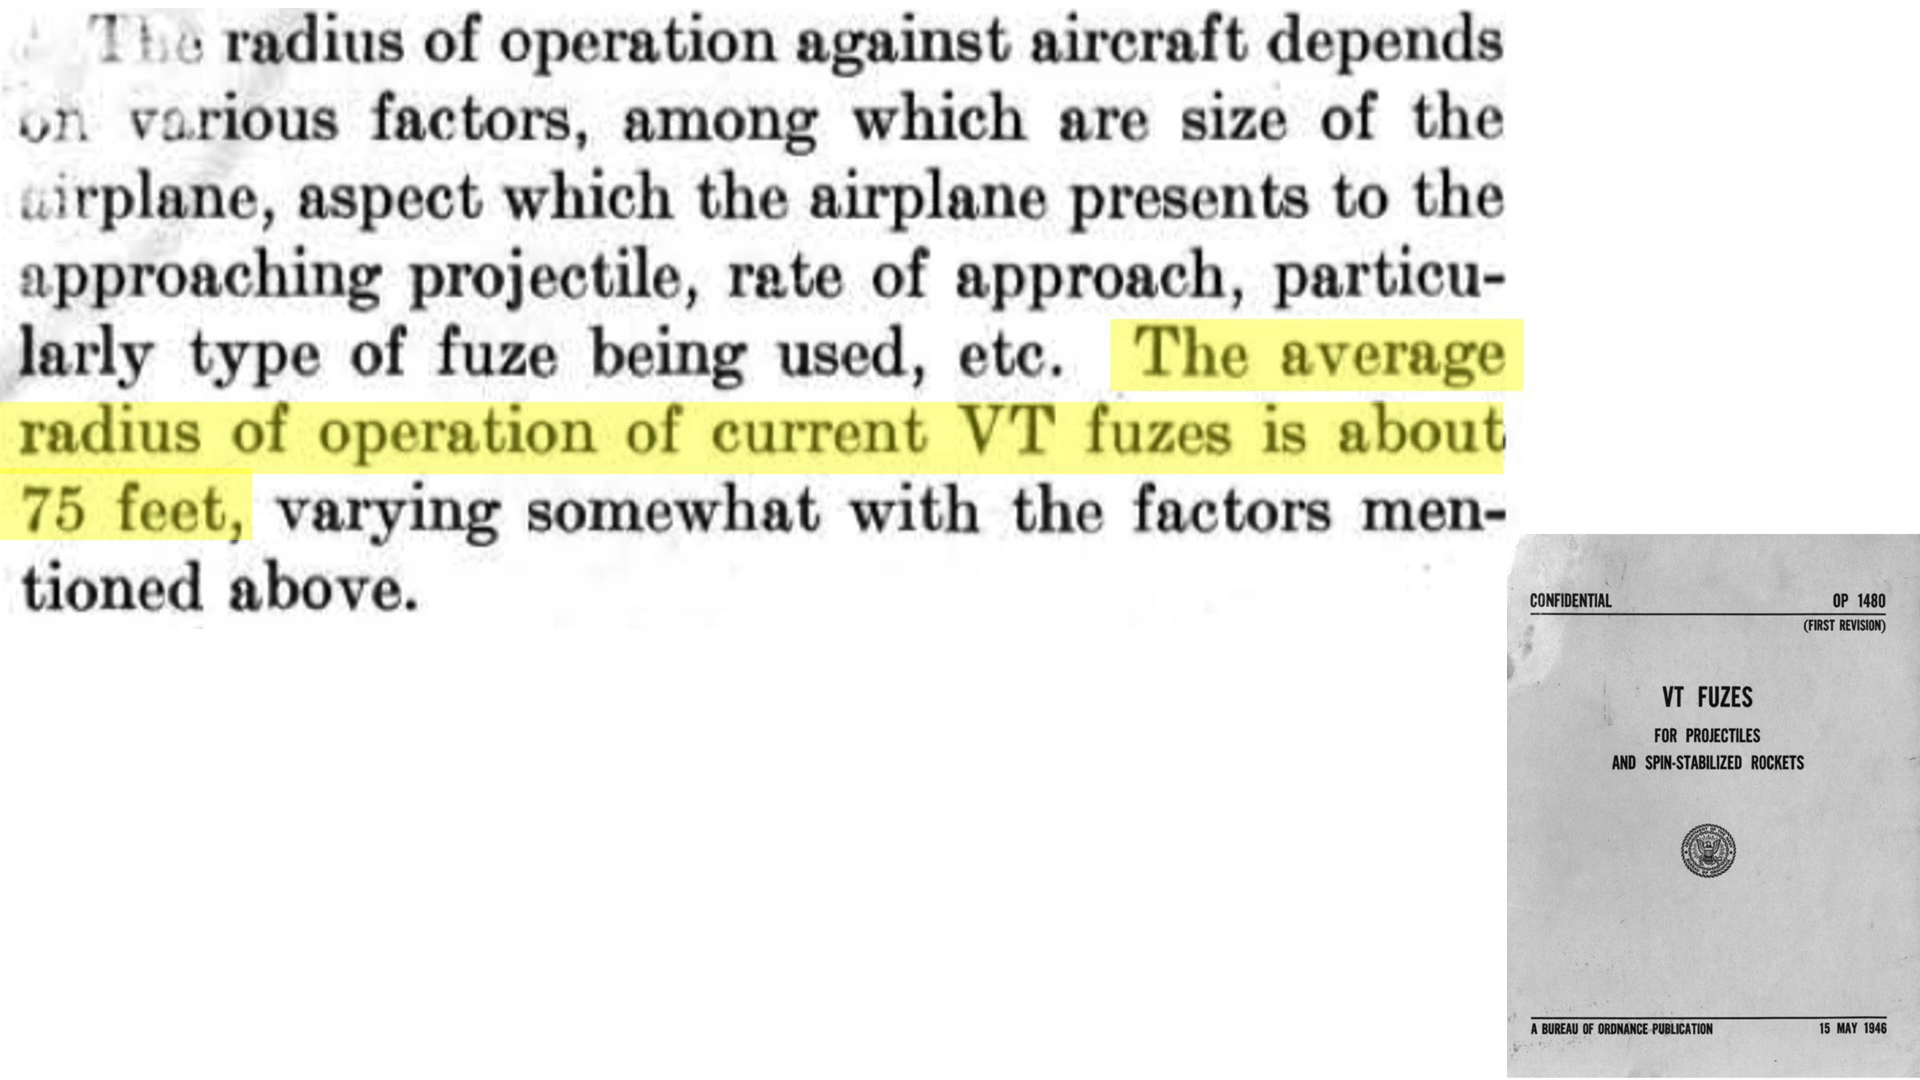 The radius of operation against aircraft depends
on various factors, among which are size of the
airplane, aspect which the airplane presents to the
approaching projectile, rate of approach, particu-
larly type of fuze being used, etc. The average
radius of operation of current VT fuzes is about
75 feet, varying somewhat with the factors men-
tioned above.
CONFIDENTIAL OP 1480
(FIRST REVISION)
VT FUZES
FOR PROJECTILES
AND SPIN-STABILIZED ROCKETS
A BUREAU OF ORDNANCE PUBLICATION 15 MAY 1946